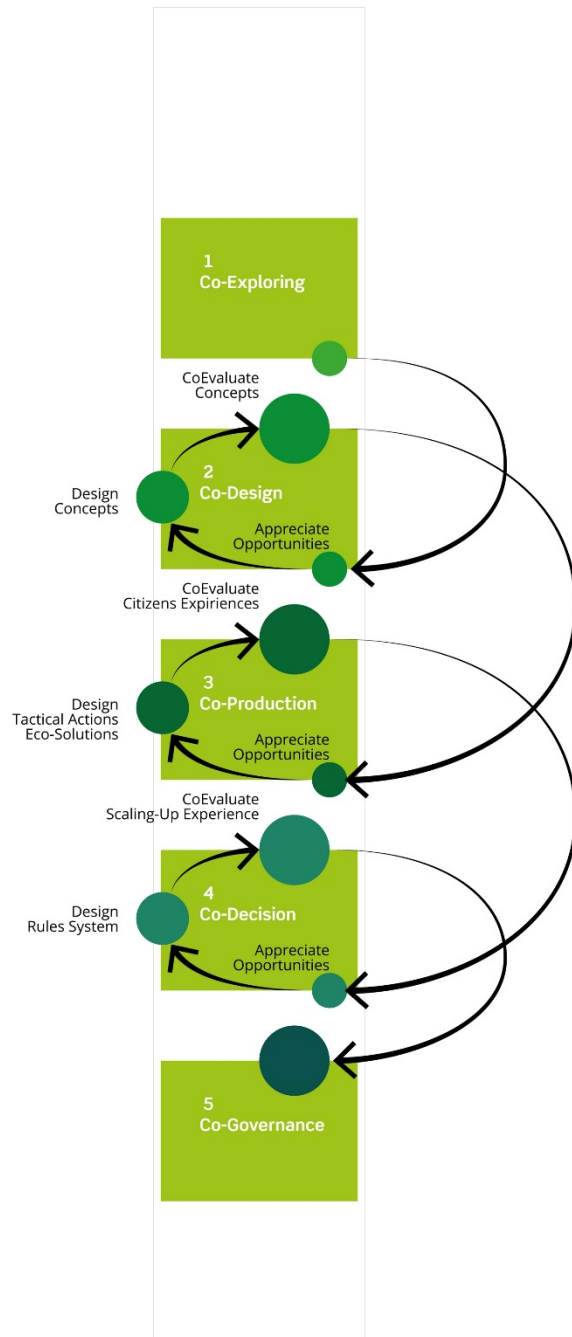 1
Co-Exploring
CoEvaluate
Concepts
2
Co-Design
Design
Concepts
Appreciate
Opportunities
CoEvaluate
Citizens Expiriences
3
Co-Production
Design
Tactical Actions
Eco-Solutions
Appreciate
Opportunities
CoEvaluate
Scaling-Up Experience
4
Co-Decision
Design
Rules System
Appreciate
Opportunities
5
Co-Governance